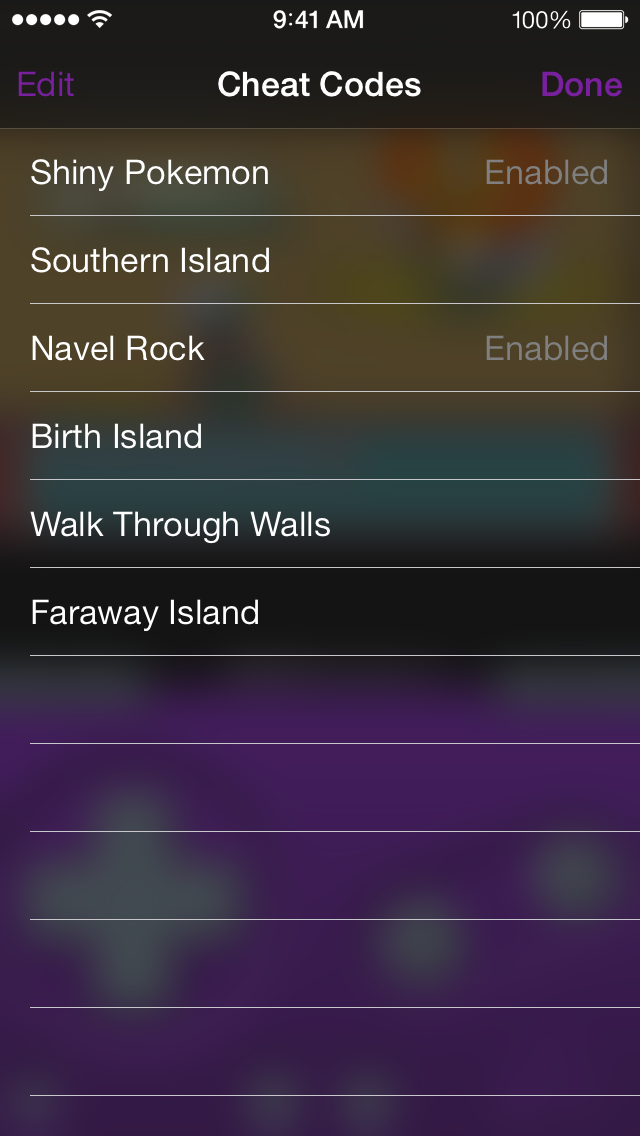 9:41 AM 100%
Edit Cheat Codes Done
Shiny Pokemon Enabled
Southern Island
Navel Rock Enabled
Birth Island
Walk Through Walls
Faraway Island